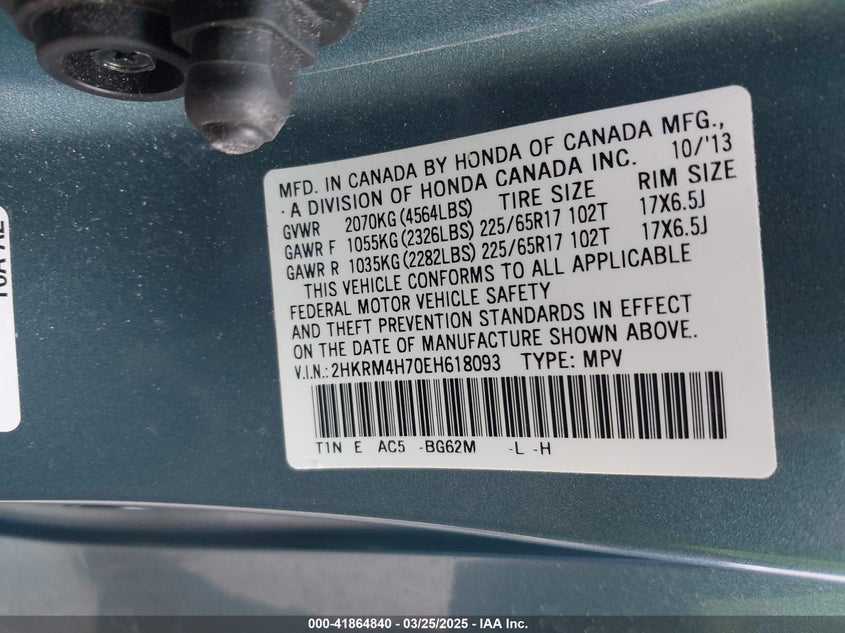 MFD. IN CANADA BY HONDA OF CANADA MFG.,
· A DIVISION OF HONDA CANADA INC. 10/'13
GVWR 2070KG (4564LBS) TIRE SIZE RIM SIZE
GAWR F 1055KG (2326LBS) 225/65R17 102T 17X6.5J
GAWR R 1035KG (2282LBS) 225/65R17 102T 17X6.5J
THIS VEHICLE CONFORMS TO ALL APPLICABLE
FEDERAL MOTOR VEHICLE SAFETY
AND THEFT PREVENTION STANDARDS IN EFFECT
ON THE DATE OF MANUFACTURE SHOWN ABOVE.
V.I.N.: 2HKRM4H70EH618093 TYPE: MPV
T1N E AC5 -BG62M -L -H
000-41864840 — 03/25/2025 — IAA Inc.